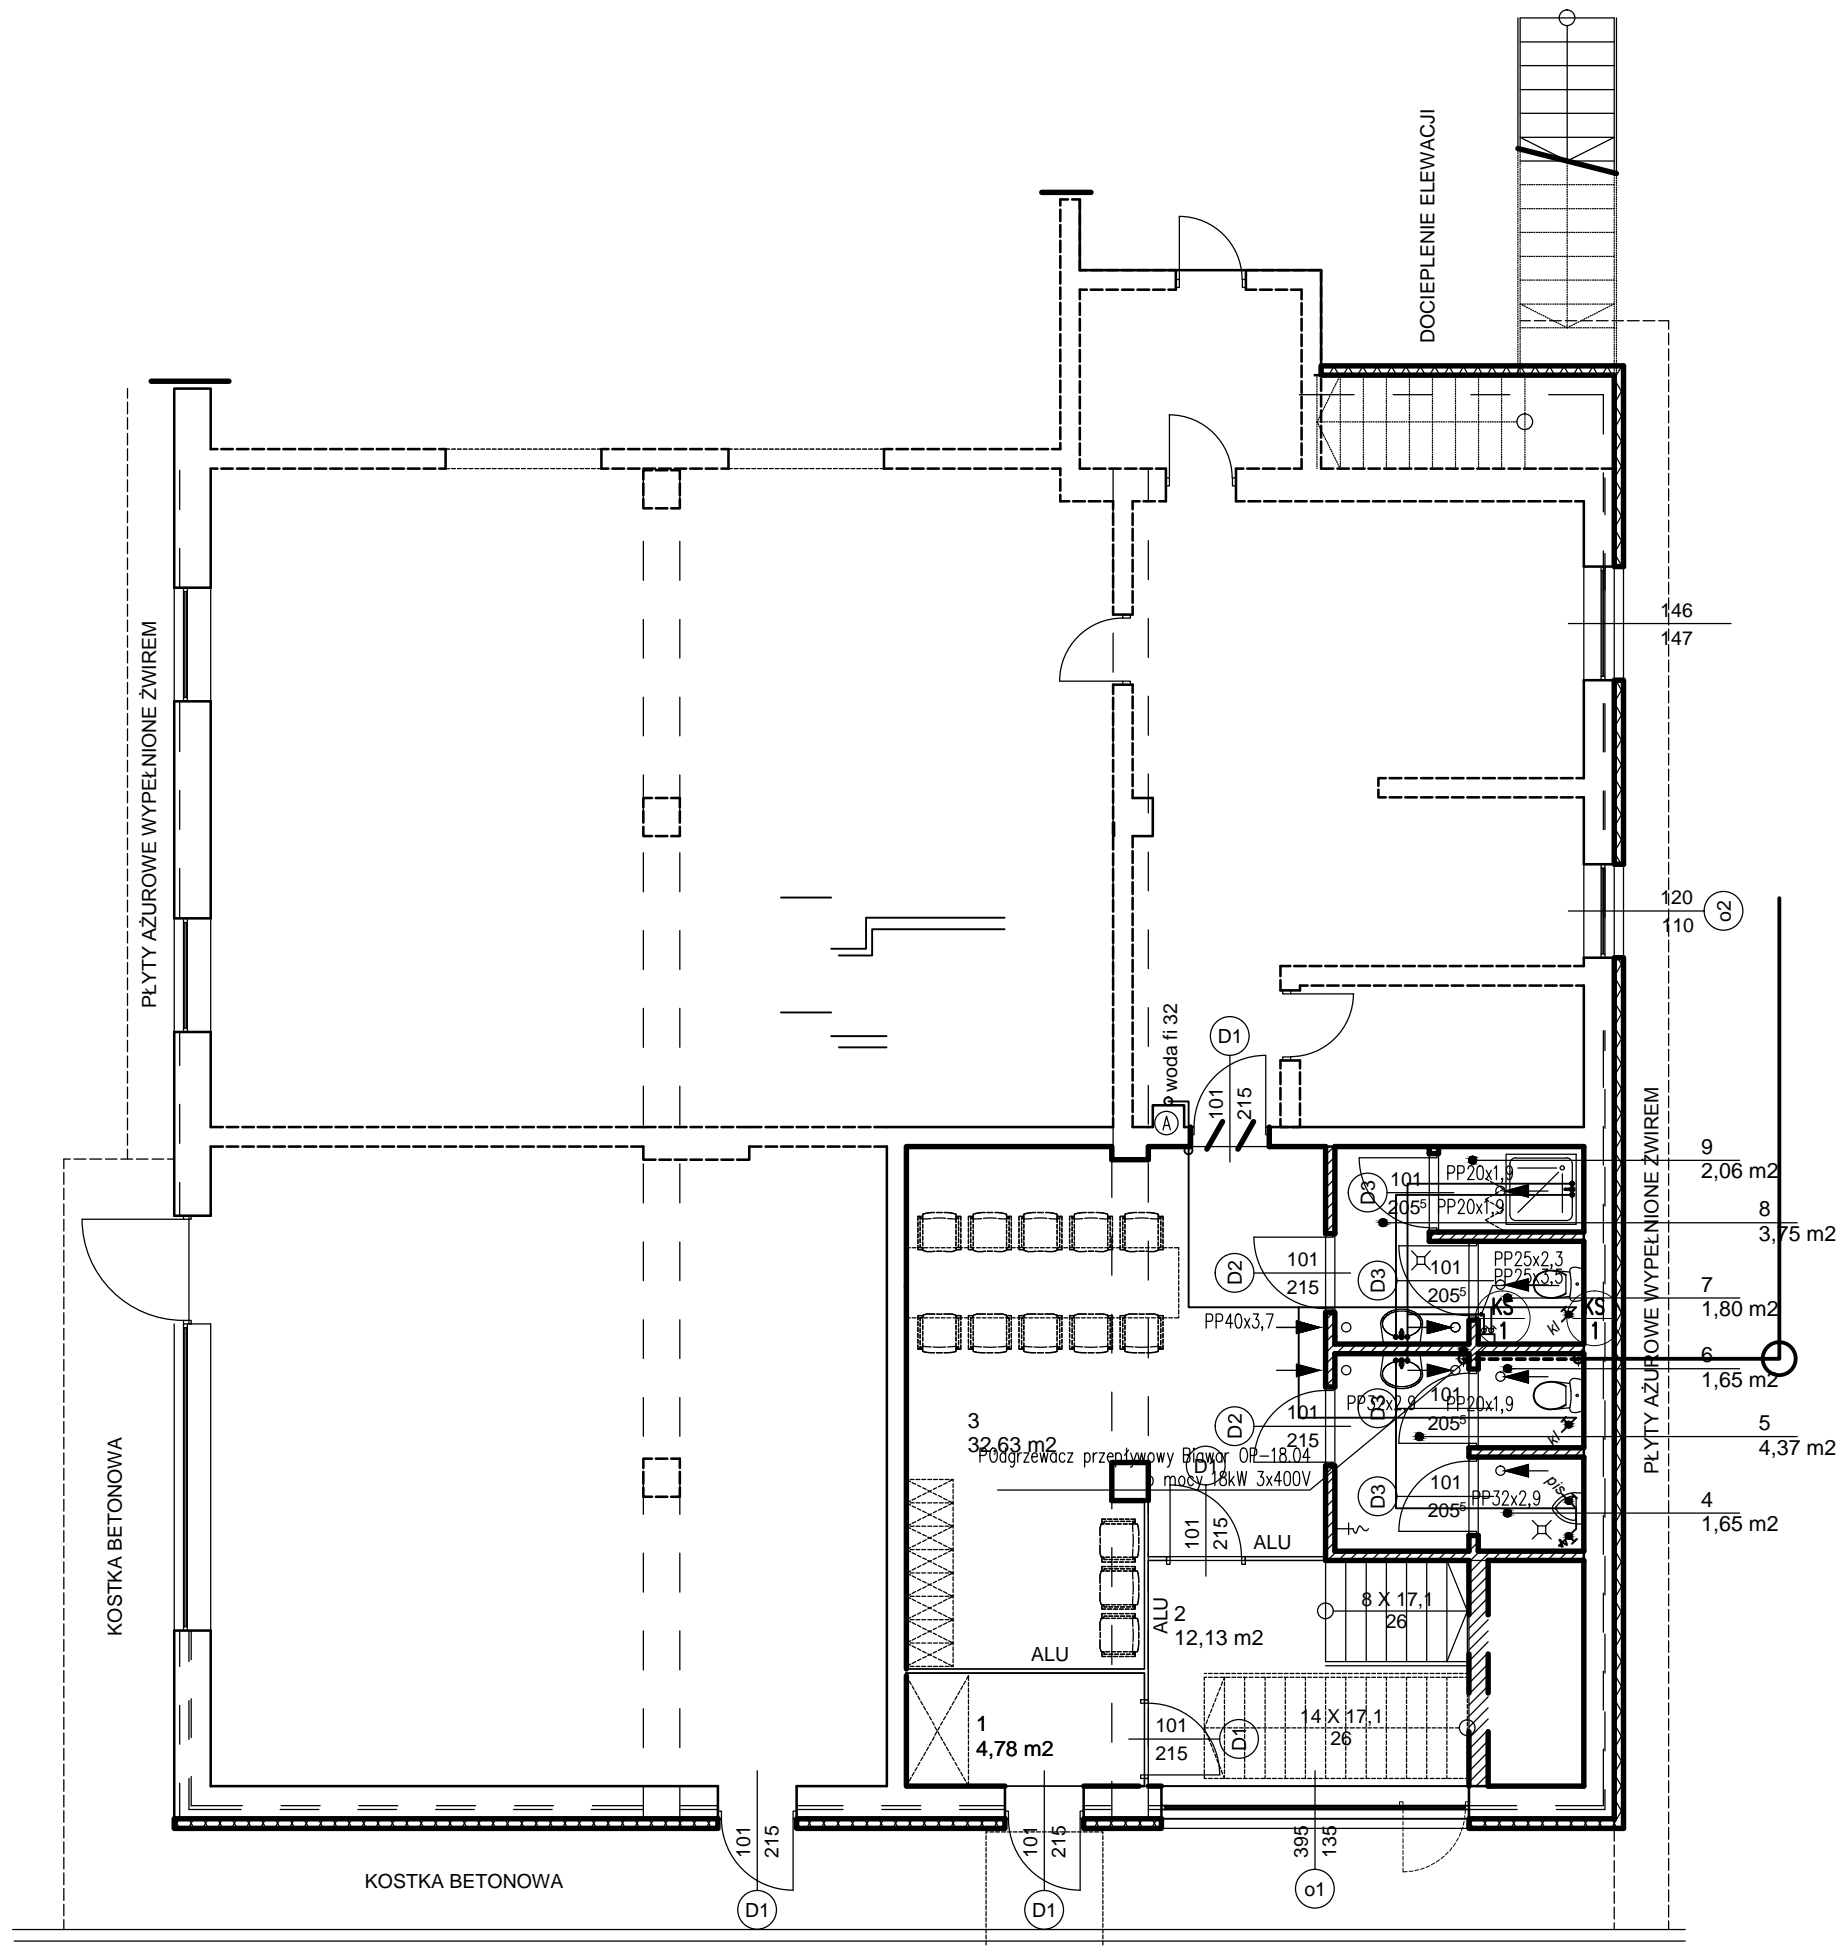 DOCIEPLENIE ELEWACJI
PŁYTY AŻUROWE WYPEŁNIONE ŻWIREM
146
147
120
110
o2
woda fi 32
D1
101
215
A
PŁYTY AŻUROWE WYPEŁNIONE ŻWIREM
9
2,06 m2
8
3,75 m2
7
1,80 m2
6
1,65 m2
5
4,37 m2
4
1,65 m2
PP20x1,9
D3
101
205⁵
PP20x1,9
D2
101
215
D3
101
205⁵
PP25x2,3
PP25x3,5
KS
1
kl
KS
1
PP40x3,7
D2
101
215
PP32x2,9
D3
101
205⁵
PP20x1,9
kl
3
32,63 m2
POdgrzewacz przepływowy Biawar OP-18.04
o mocy 18kW 3x400V
D1
101
215
ALU
D3
101
205⁵
PP32x2,9
pis
ALU
2
12,13 m2
8 X 17,1
26
ALU
1
4,78 m2
101
215
D1
14 X 17,1
26
KOSTKA BETONOWA
KOSTKA BETONOWA
101
215
D1
101
215
D1
395
135
o1